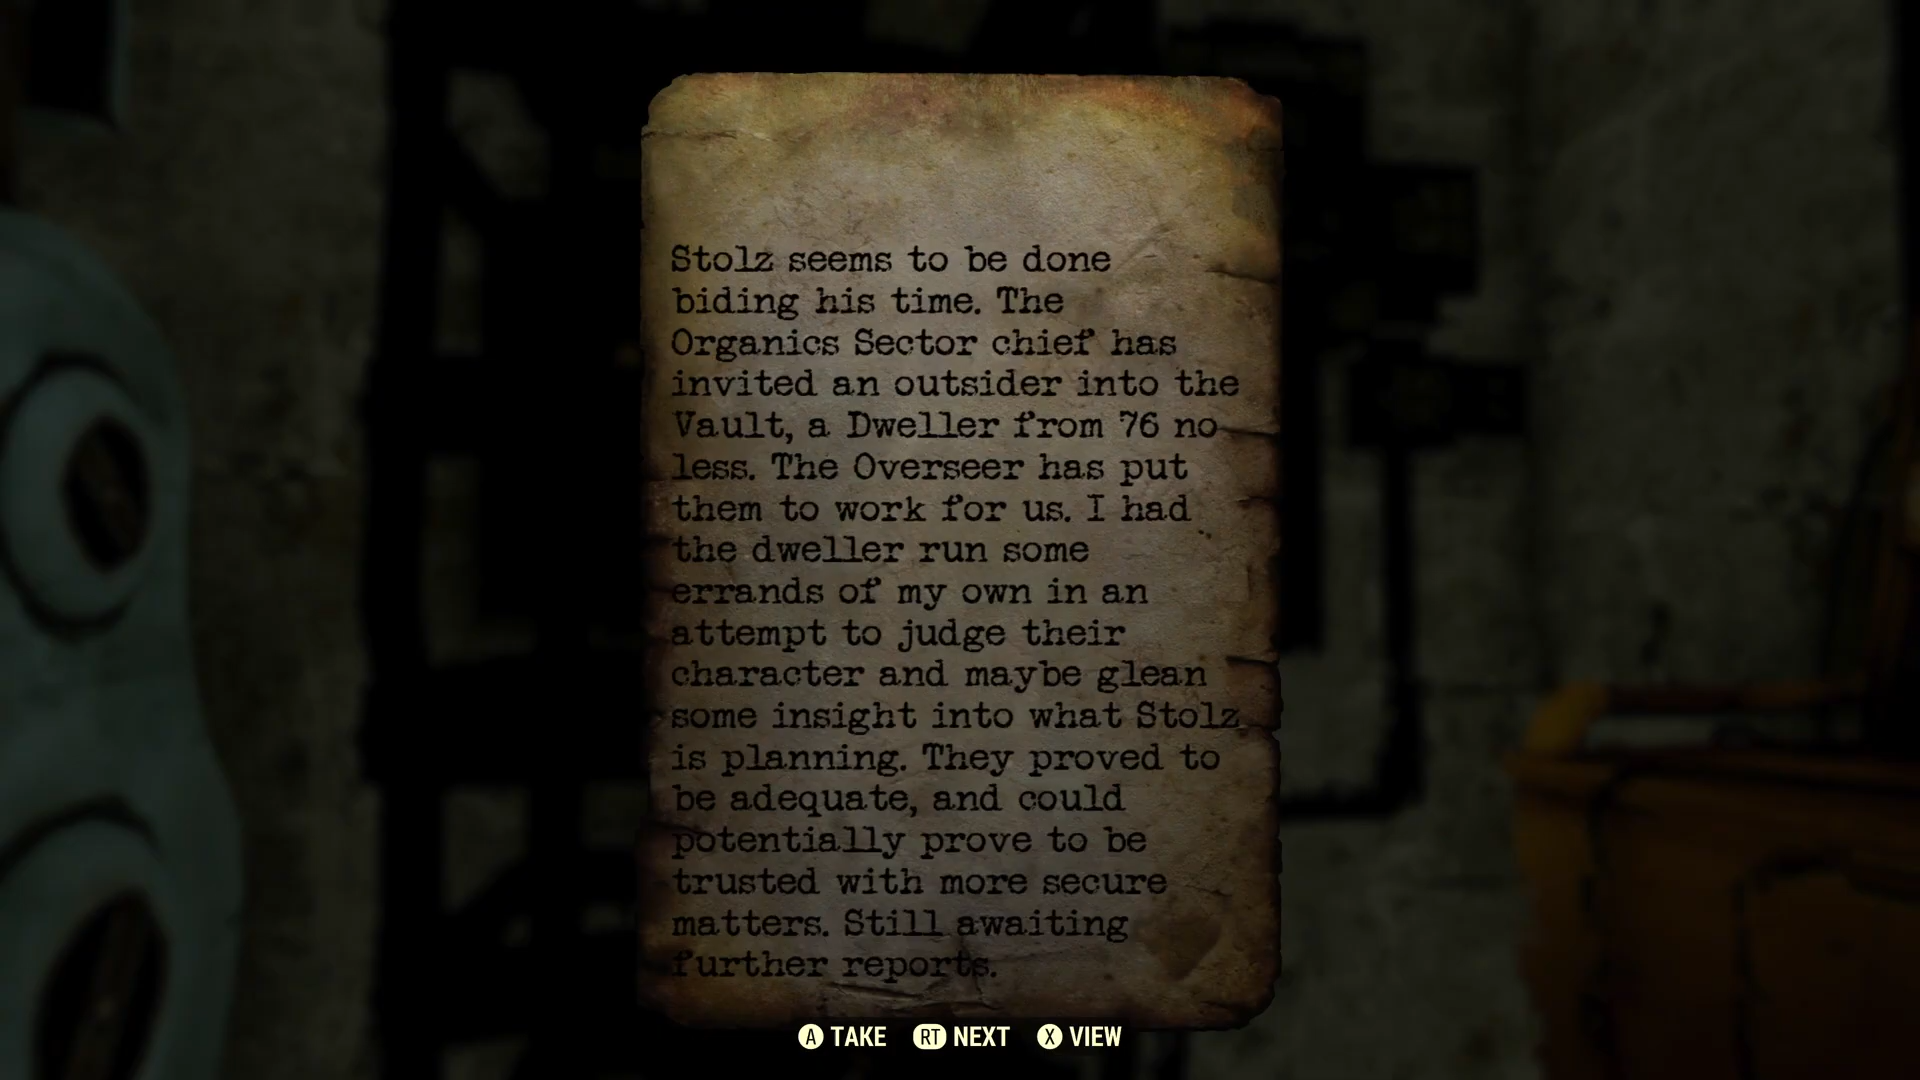 Stolz seems to be done
biding his time. The
Organics Sector chief has
invited an outsider into the
Vault, a Dweller from 76 no
less. The Overseer has put
them to work for us. I had
the dweller run some
errands of my own in an
attempt to judge their
character and maybe glean
some insight into what Stolz
is planning. They proved to
be adequate, and could
potentially prove to be
trusted with more secure
matters. Still awaiting
further reports.
A TAKE RT NEXT X VIEW